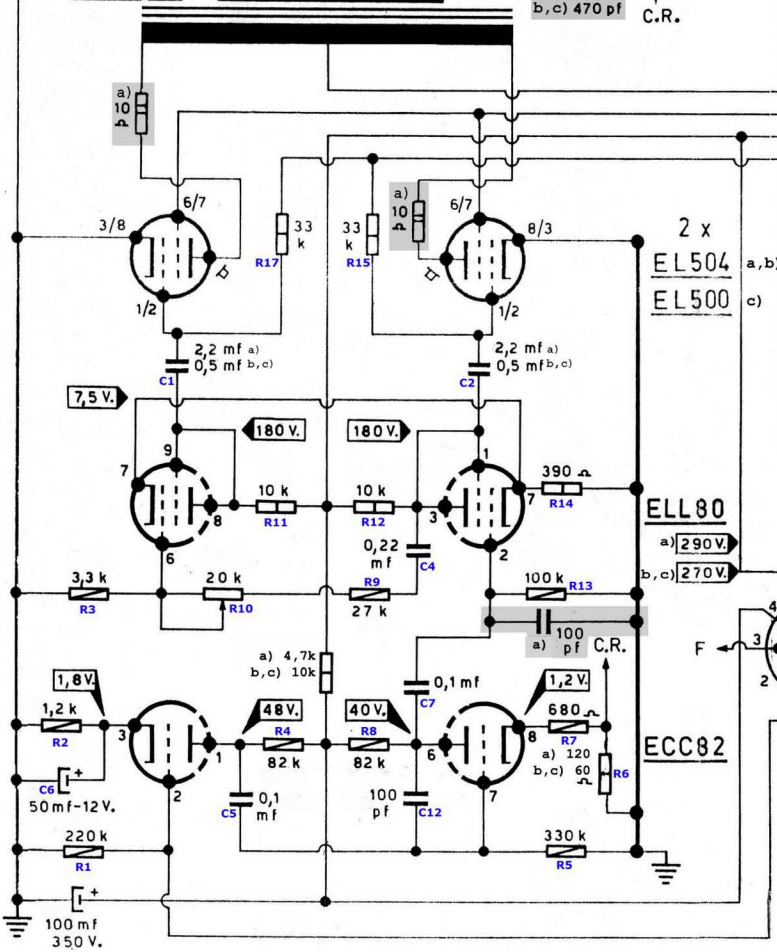 b,c) 470 pf
C.R.
a)
10
Ω
6/7
3/8
33
k
R17
a)
10
Ω
33
k
R15
6/7
8/3
2 x
EL504 a,b)
EL500 c)
1/2
1/2
2,2 mf a)
0,5 mf b,c)
C1
2,2 mf a)
0,5 mf b,c)
C2
7,5 V.
180 V.
180 V.
9
7
8
6
10 k
R11
10 k
R12
1
3
7
2
390 Ω
R14
ELL80
a) 290 V.
b,c) 270 V.
0,22
mf
C4
3,3 k
R3
20 k
R10
R9
27 k
100 k
R13
100
pf
a)
C.R.
4
F
3
2
a) 4,7k
b,c) 10k
0,1 mf
C7
1,8 V.
48 V.
40 V.
1,2 V.
1,2 k
R2
3
1
2
R4
82 k
R8
82 k
6
8
7
680 Ω
R7
a) 120
b,c) 60
Ω
R6
ECC82
+
C6
50 mf-12 V.
0,1
mf
C5
100
pf
C12
220 k
R1
330 k
R5
+
100 mf
350 V.